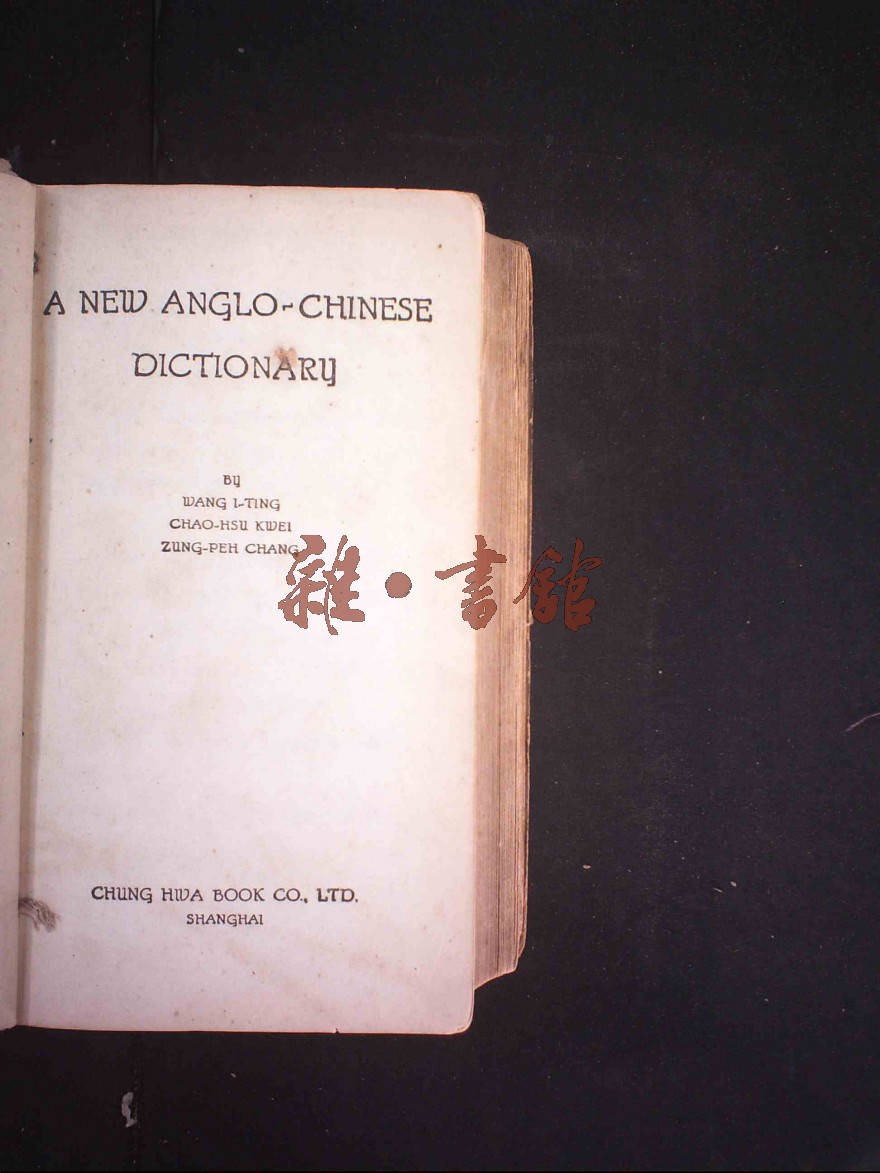 A NEW ANGLO-CHINESE
DICTIONARY
BY
WANG I-TING
CHAO-HSU KWEI
ZUNG-PEH CHANG
雜·書館
CHUNG HWA BOOK CO., LTD.
SHANGHAI